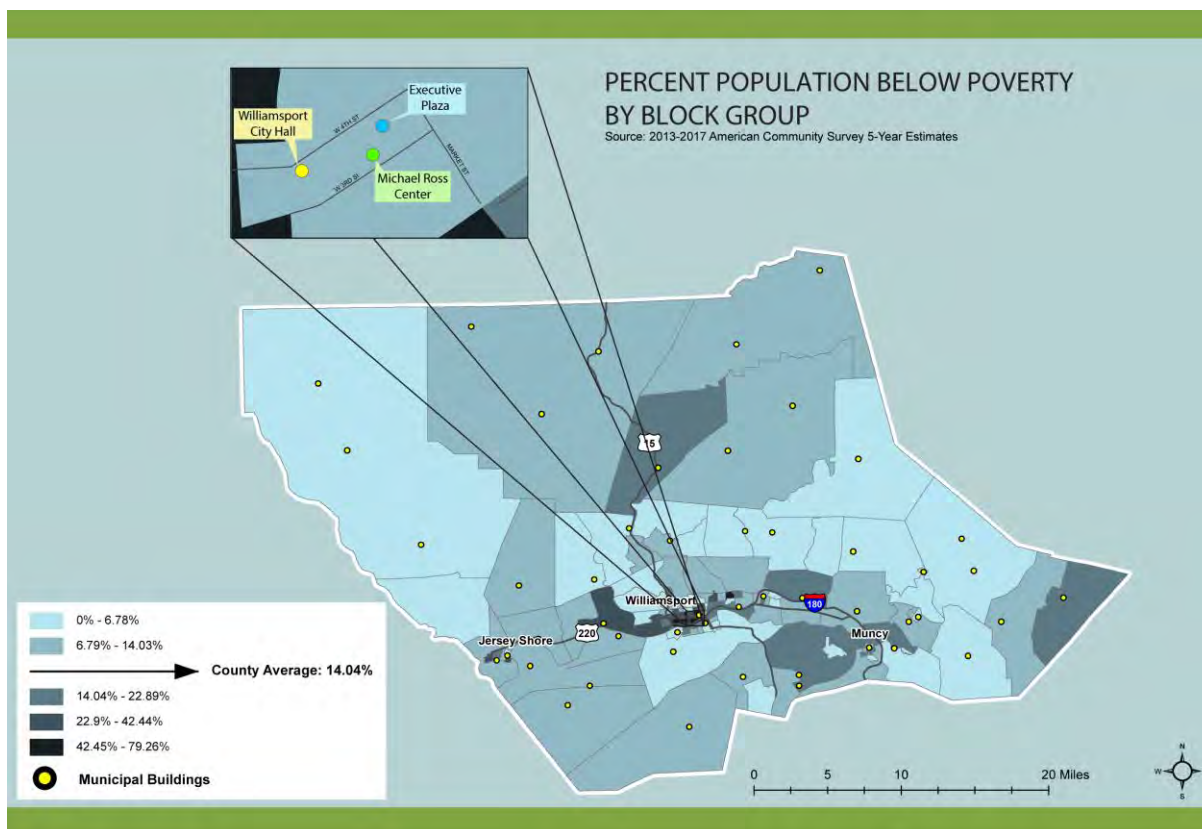 PERCENT POPULATION BELOW POVERTY
BY BLOCK GROUP
Source: 2013-2017 American Community Survey 5-Year Estimates
Executive
Plaza
Williamsport
City Hall
W 4TH ST
MARKET ST
W 3RD St
Michael Ross
Center
15
Williamsport
180
220
Jersey Shore
Muncy
0% - 6.78%
6.79% - 14.03%
County Average: 14.04%
14.04% - 22.89%
22.9% - 42.44%
42.45% - 79.26%
Municipal Buildings
0 5 10 20 Miles
N
W E
S